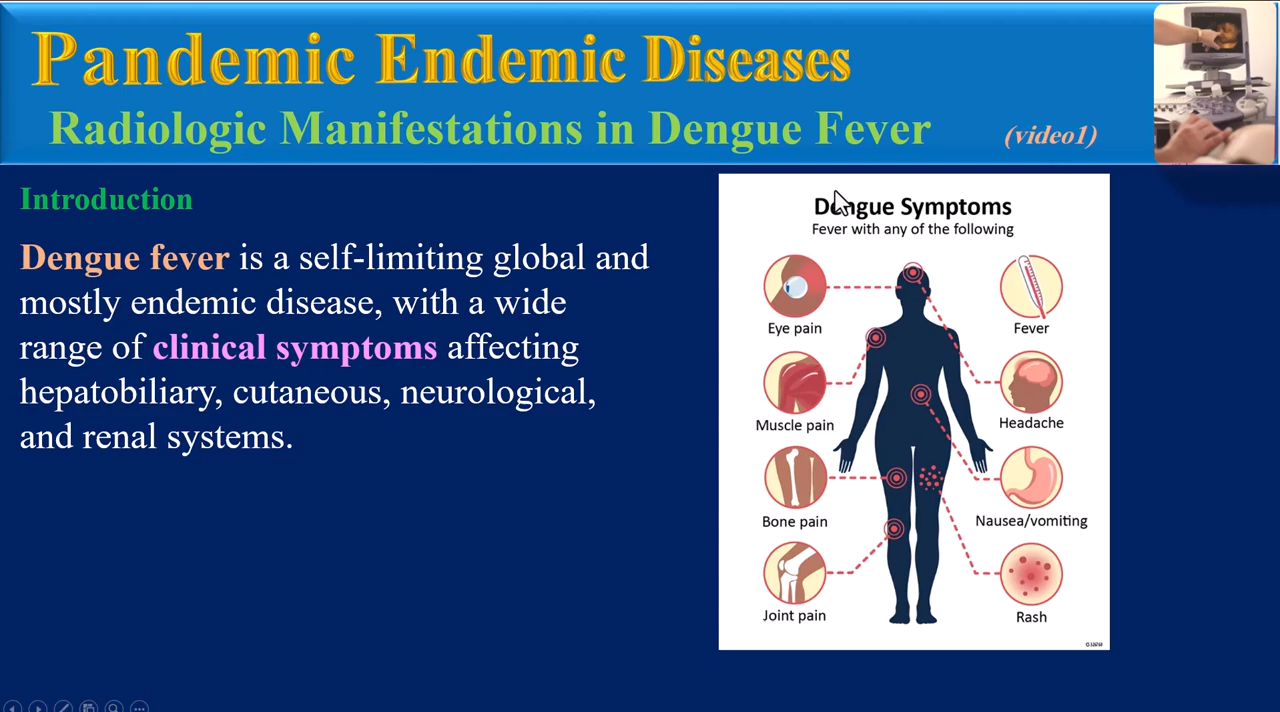 Pandemic Endemic Diseases
Radiologic Manifestations in Dengue Fever (video1)
Introduction
Dengue fever is a self-limiting global and
mostly endemic disease, with a wide
range of clinical symptoms affecting
hepatobiliary, cutaneous, neurological,
and renal systems.
Dengue Symptoms
Fever with any of the following
Eye pain
Fever
Muscle pain
Headache
Bone pain
Nausea/vomiting
Joint pain
Rash